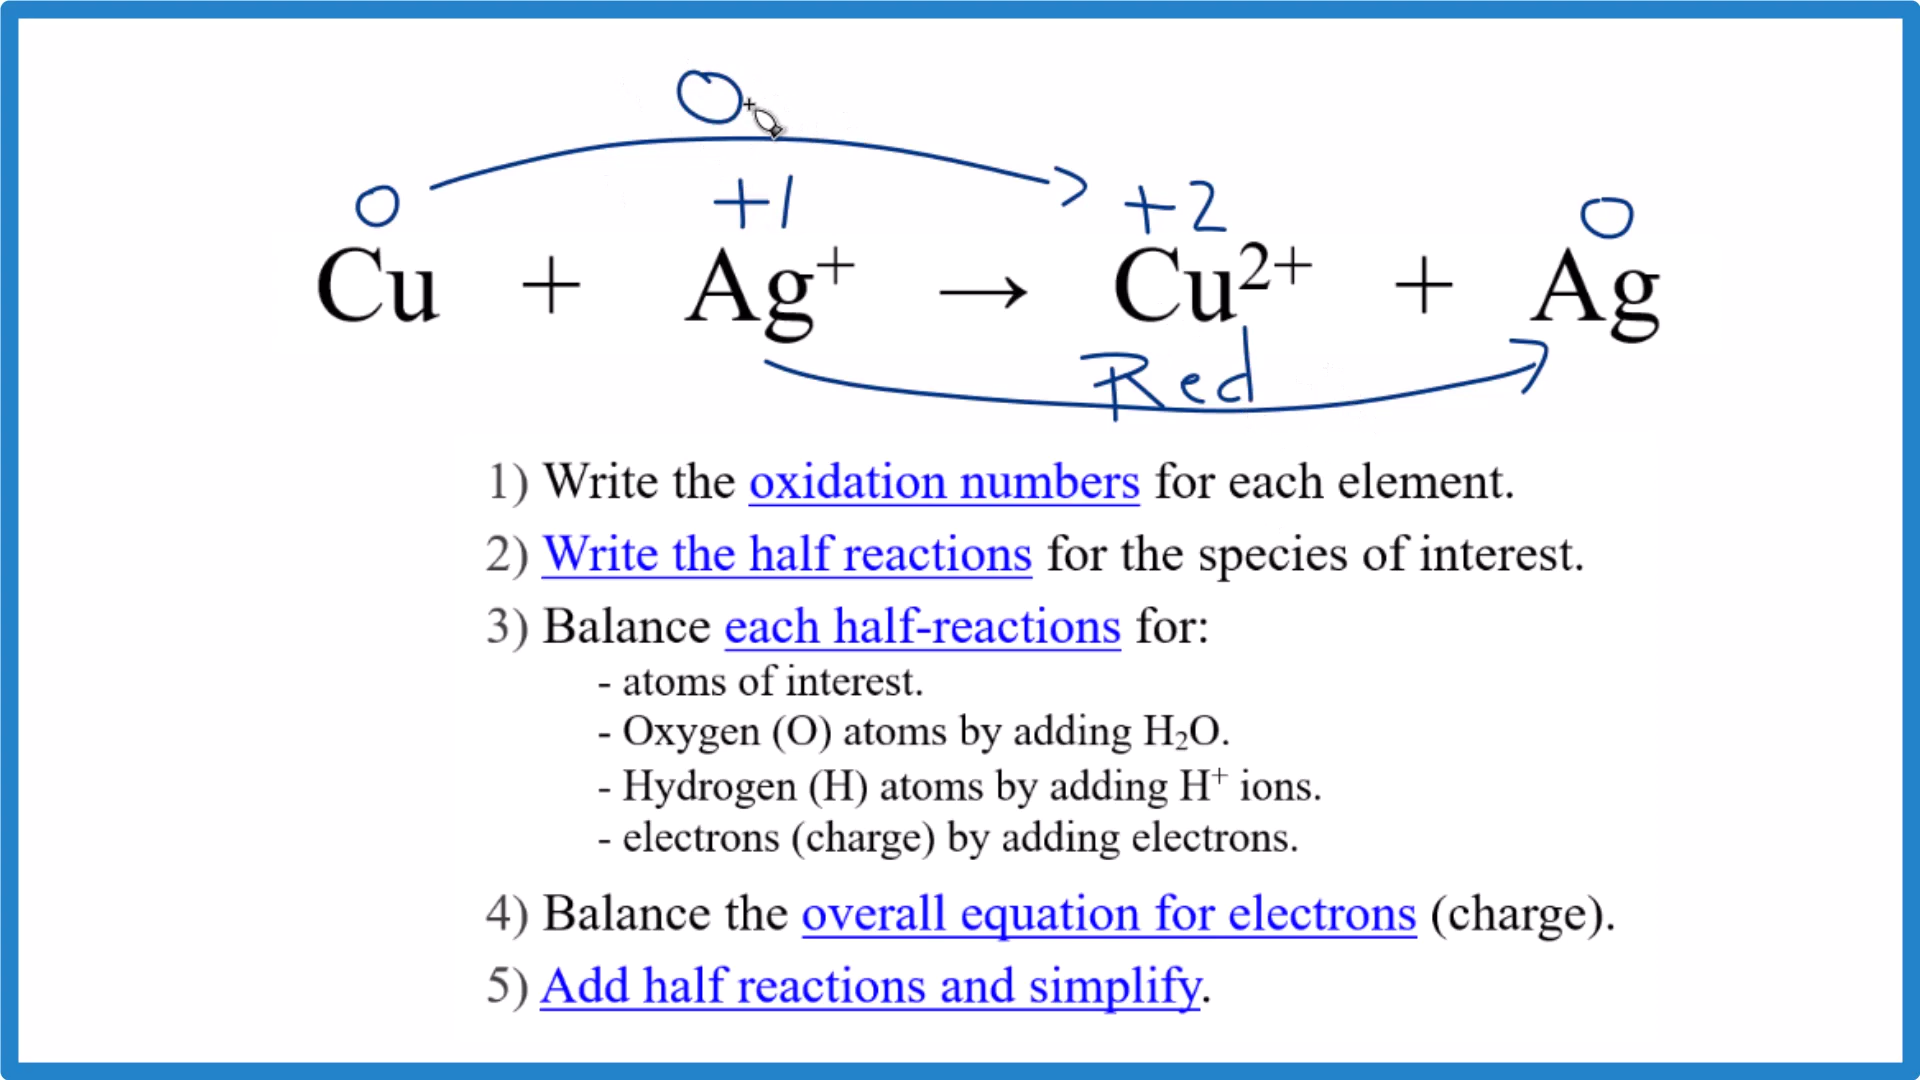 O
0 +1 +2 0
Cu + Ag⁺ → Cu²⁺ + Ag
Red
1) Write the oxidation numbers for each element.
2) Write the half reactions for the species of interest.
3) Balance each half-reactions for:
- atoms of interest.
- Oxygen (O) atoms by adding H₂O.
- Hydrogen (H) atoms by adding H⁺ ions.
- electrons (charge) by adding electrons.
4) Balance the overall equation for electrons (charge).
5) Add half reactions and simplify.